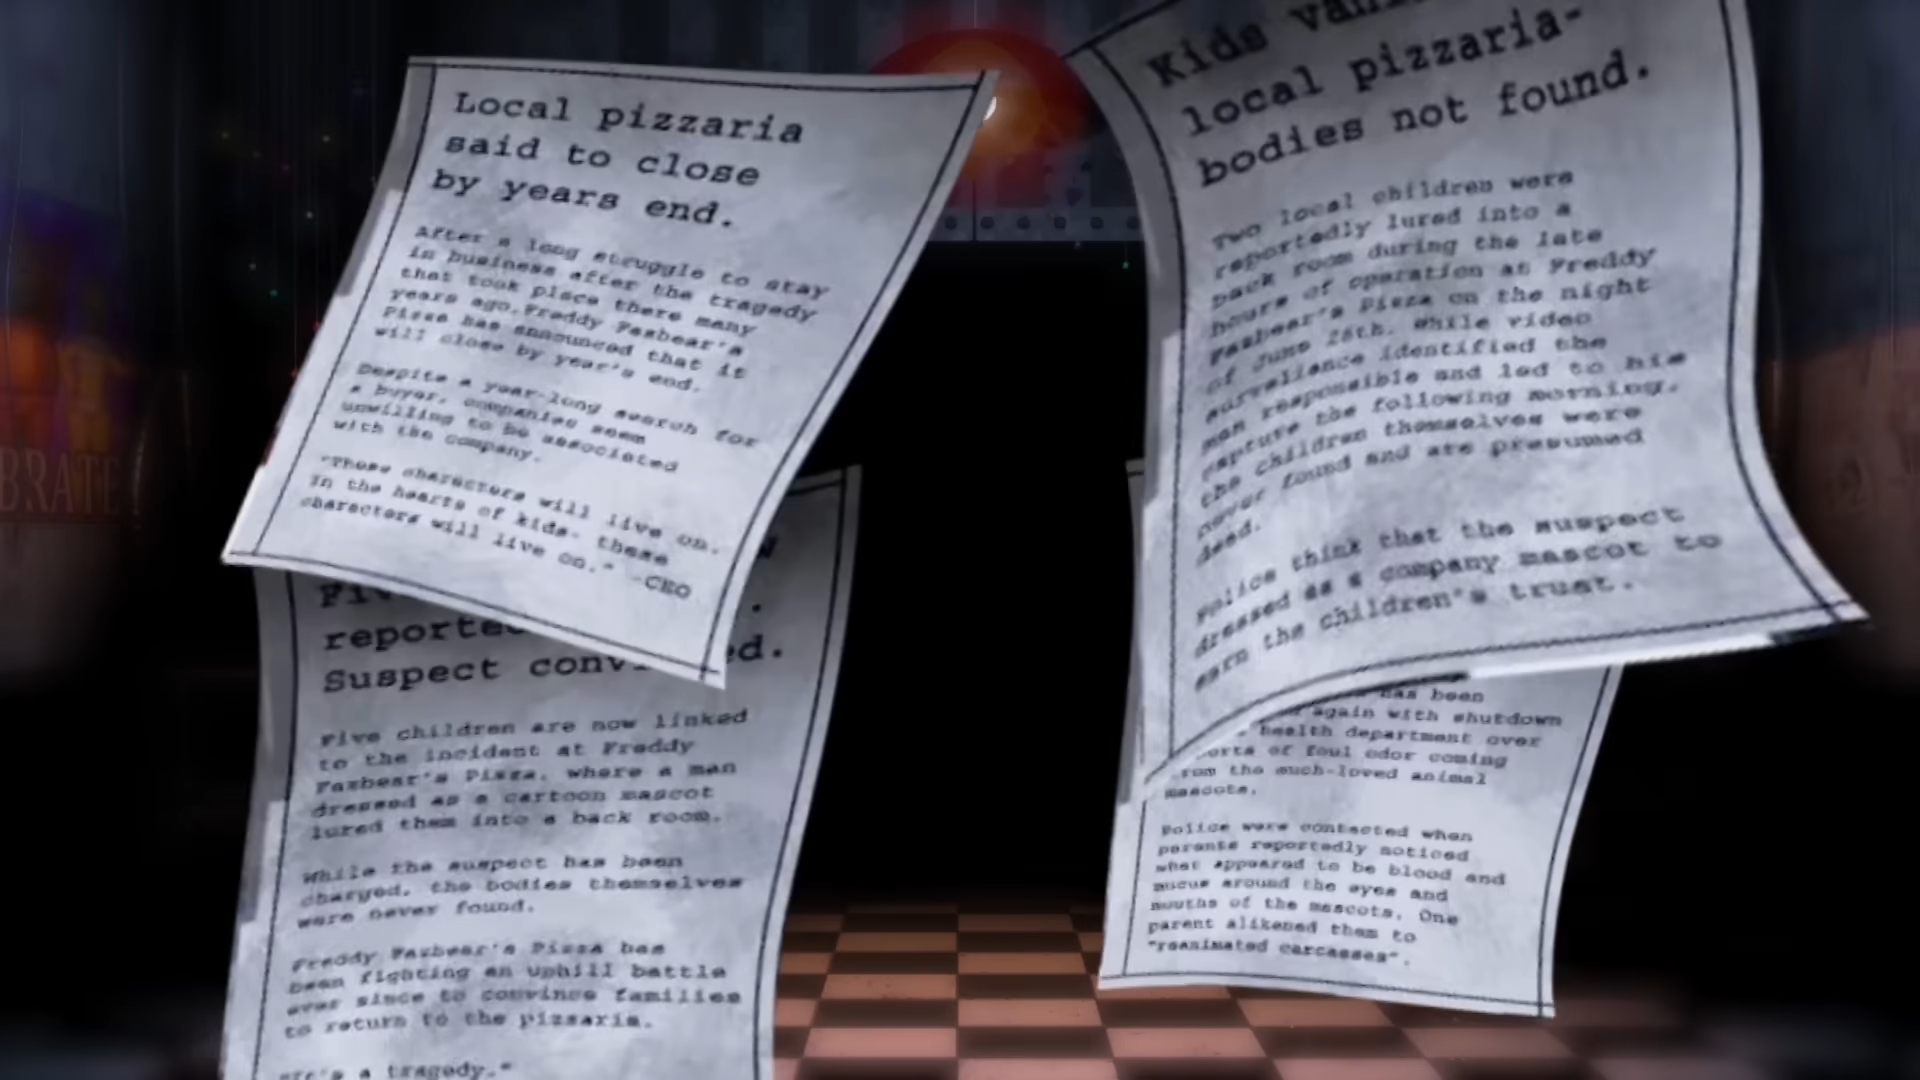 Local pizzaria
said to close
by years end.
After a long struggle to stay
in business after the tragedy
that took place there many
years ago,Freddy Fazbear's
Pizza has announced that it
will close by year's end.
Despite a year-long search for
a buyer, companies seem
unwilling to be associated
with the company.
"These characters will live on.
In the hearts of kids- these
characters will live on." -CEO
Kids
local pizzaria-
bodies not found.
Two local children were
reportedly lured into a
back room during the late
hours of operation at Freddy
Fazbear's Pizza on the night
of June 26th. While video
surveliance identified the
man responsible and led to his
capture the following morning,
the children themselves were
never found and are presumed
dead.
Police think that the suspect
dressed as a company mascot to
earn the children's trust.
reported
Suspect
Five children are now linked
to the incident at Freddy
Fazbear's Pizza, where a man
dressed as a cartoon mascot
lured them into a back room.
While the suspect has been
charged, the bodies themselves
were never found.
Freddy Fazbear's Pizza has
been fighting an uphill battle
ever since to convince families
to return to the pizzaria.
"It's a tragedy."
has been
again with shutdown
health department over
of foul odor coming
from the much-loved animal
mascots.
Police were contacted when
parents reportedly noticed
what appeared to be blood and
mucus around the eyes and
mouths of the mascots. One
parent alikened them to
"reanimated carcasses".
BRATE